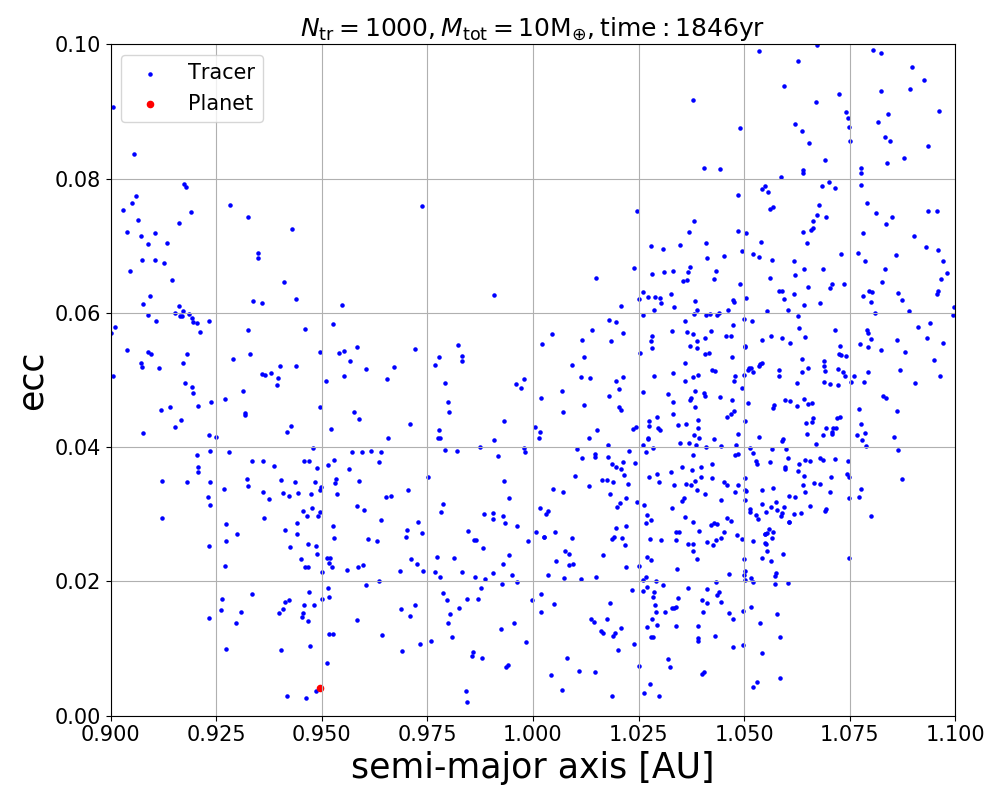 N_tr = 1000, M_tot = 10M_⊕, time : 1846yr
Tracer
Planet
ecc
0.10
0.08
0.06
0.04
0.02
0.00
0.900 0.925 0.950 0.975 1.000 1.025 1.050 1.075 1.100
semi-major axis [AU]